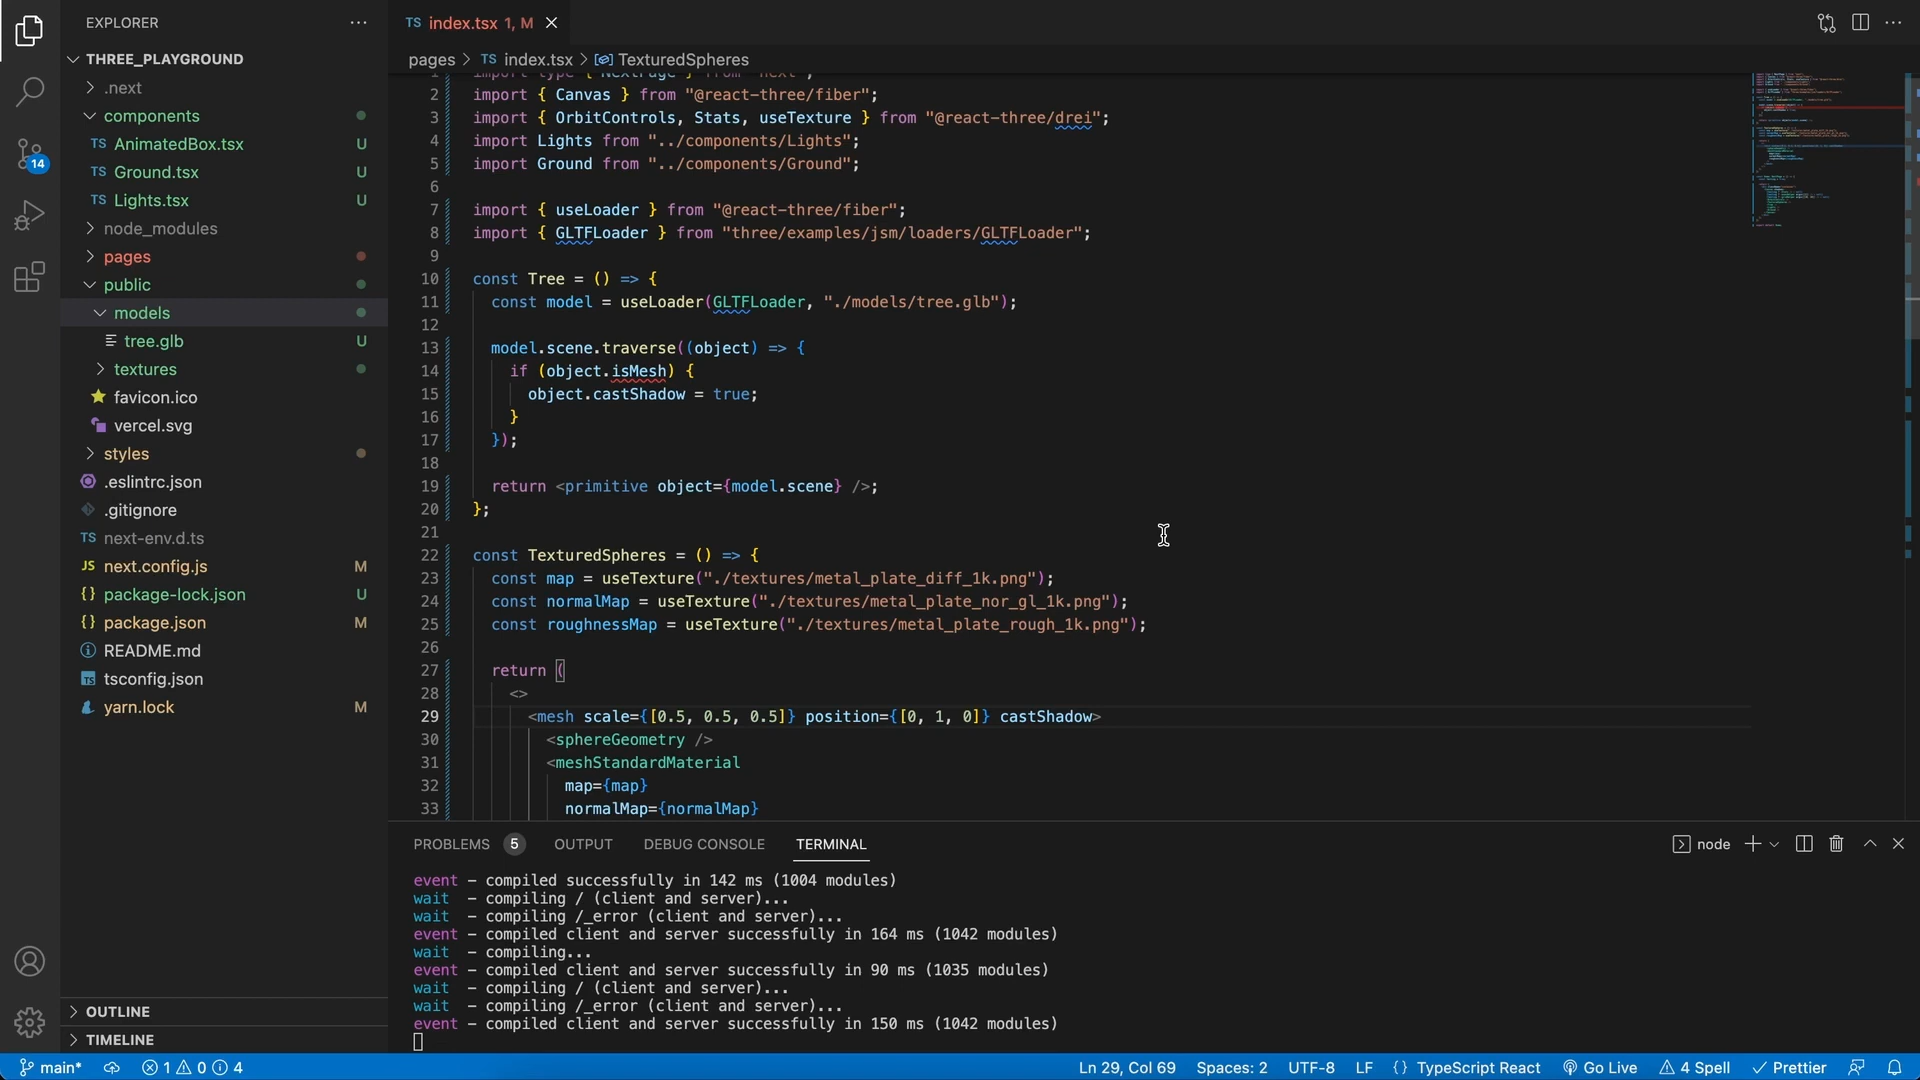 EXPLORER
THREE_PLAYGROUND
.next
components
AnimatedBox.tsx U
Ground.tsx U
Lights.tsx U
node_modules
pages
public
models
tree.glb U
textures
favicon.ico
vercel.svg
styles
.eslintrc.json
.gitignore
next-env.d.ts
next.config.js M
package-lock.json U
package.json M
README.md
tsconfig.json
yarn.lock M
OUTLINE
TIMELINE
14
TS index.tsx 1, M
pages > TS index.tsx > TexturedSpheres
1 import type { NextPage } from "next";
2 import { Canvas } from "@react-three/fiber";
3 import { OrbitControls, Stats, useTexture } from "@react-three/drei";
4 import Lights from "../components/Lights";
5 import Ground from "../components/Ground";
6
7 import { useLoader } from "@react-three/fiber";
8 import { GLTFLoader } from "three/examples/jsm/loaders/GLTFLoader";
9
10 const Tree = () => {
11 const model = useLoader(GLTFLoader, "./models/tree.glb");
12
13 model.scene.traverse((object) => {
14 if (object.isMesh) {
15 object.castShadow = true;
16 }
17 });
18
19 return <primitive object={model.scene} />;
20 };
21
22 const TexturedSpheres = () => {
23 const map = useTexture("./textures/metal_plate_diff_1k.png");
24 const normalMap = useTexture("./textures/metal_plate_nor_gl_1k.png");
25 const roughnessMap = useTexture("./textures/metal_plate_rough_1k.png");
26
27 return (
28 <>
29 <mesh scale={[0.5, 0.5, 0.5]} position={[0, 1, 0]} castShadow>
30 <sphereGeometry />
31 <meshStandardMaterial
32 map={map}
33 normalMap={normalMap}
PROBLEMS 5 OUTPUT DEBUG CONSOLE TERMINAL node
event - compiled successfully in 142 ms (1004 modules)
wait - compiling / (client and server)...
wait - compiling /_error (client and server)...
event - compiled client and server successfully in 164 ms (1042 modules)
wait - compiling...
event - compiled client and server successfully in 90 ms (1035 modules)
wait - compiling / (client and server)...
wait - compiling /_error (client and server)...
event - compiled client and server successfully in 150 ms (1042 modules)
main* 1 0 4 Ln 29, Col 69 Spaces: 2 UTF-8 LF {} TypeScript React Go Live 4 Spell Prettier